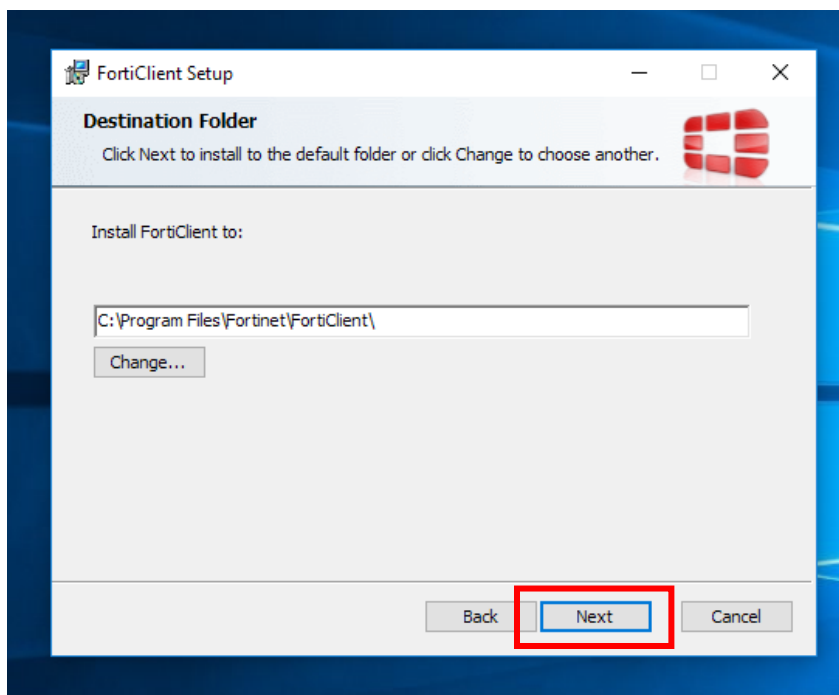 FortiClient Setup
Destination Folder
Click Next to install to the default folder or click Change to choose another.
Install FortiClient to:
C:\Program Files\Fortinet\FortiClient\
Change...
Back Next Cancel